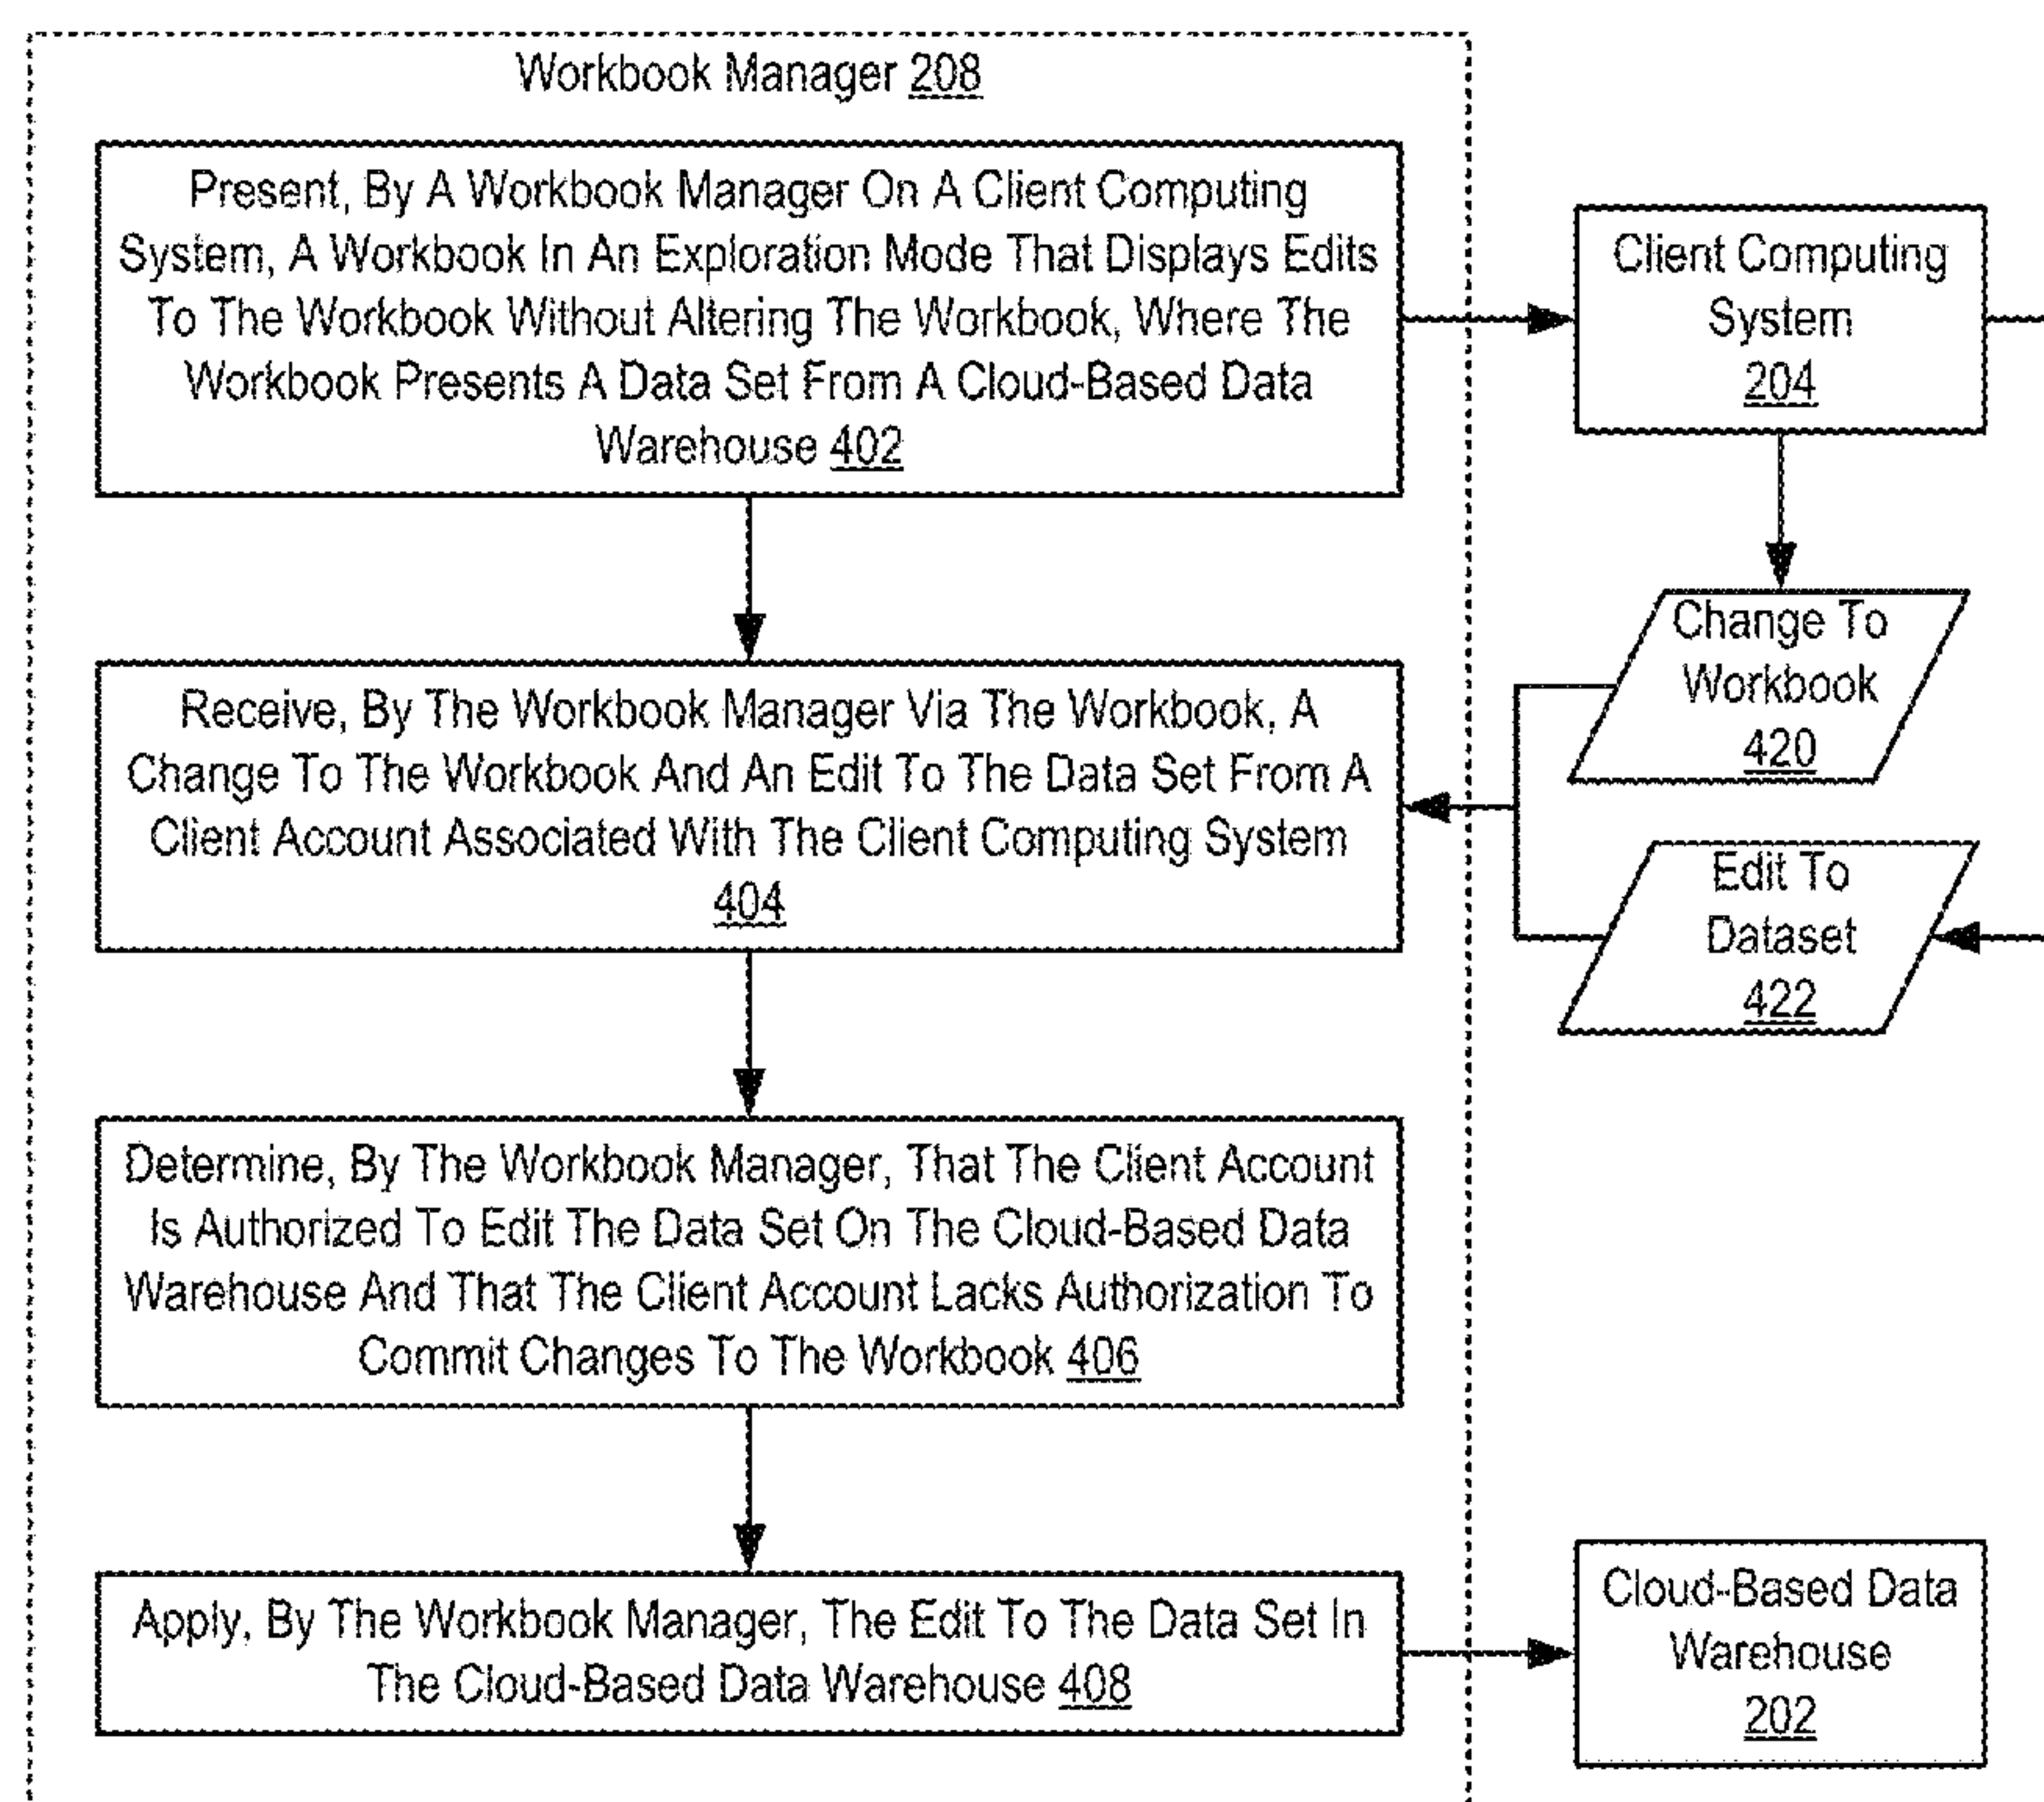 Workbook Manager 208
Present, By A Workbook Manager On A Client Computing
System, A Workbook In An Exploration Mode That Displays Edits
To The Workbook Without Altering The Workbook, Where The
Workbook Presents A Data Set From A Cloud-Based Data
Warehouse 402
Client Computing
System
204
Change To
Workbook
420
Receive, By The Workbook Manager Via The Workbook, A
Change To The Workbook And An Edit To The Data Set From A
Client Account Associated With The Client Computing System
404
Edit To
Dataset
422
Determine, By The Workbook Manager, That The Client Account
Is Authorized To Edit The Data Set On The Cloud-Based Data
Warehouse And That The Client Account Lacks Authorization To
Commit Changes To The Workbook 406
Apply, By The Workbook Manager, The Edit To The Data Set In
The Cloud-Based Data Warehouse 408
Cloud-Based Data
Warehouse
202